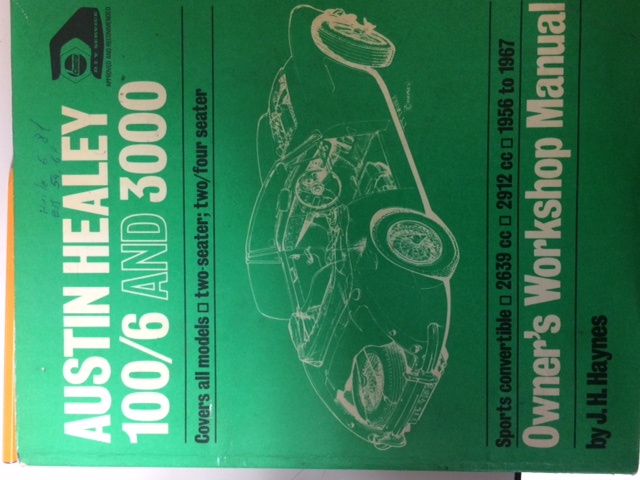 AUSTIN HEALEY
100/6 AND 3000
Covers all models □ two-seater; two/four seater
Sports convertible □ 2639 cc □ 2912 cc □ 1956 to 1967
Owner's Workshop Manual
by J. H. Haynes